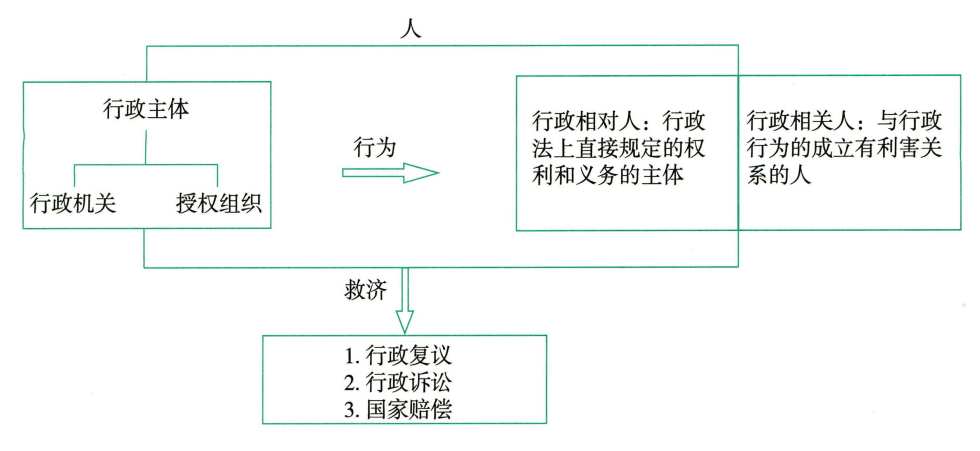 人
行政主体
行政机关
授权组织
行为
行政相对人：行政
法上直接规定的权
利和义务的主体
行政相关人：与行政
行为的成立有利害关
系的人
救济
1. 行政复议
2. 行政诉讼
3. 国家赔偿